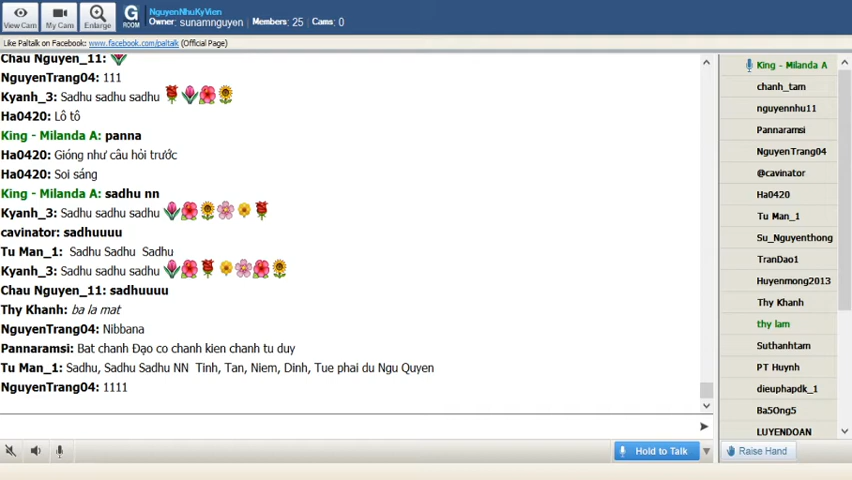 View Cam
My Cam
Enlarge
G
ROOM
NguyenNhuKyVien
Owner: sunamnguyen Members: 25 Cams: 0
Like Paltalk on Facebook: www.facebook.com/paltalk (Official Page)
Chau Nguyen_11:
NguyenTrang04: 111
Kyanh_3: Sadhu sadhu sadhu
Ha0420: Lô tô
King - Milanda A: panna
Ha0420: Gióng như câu hỏi trước
Ha0420: Soi sáng
King - Milanda A: sadhu nn
Kyanh_3: Sadhu sadhu sadhu
cavinator: sadhuuuu
Tu Man_1: Sadhu Sadhu Sadhu
Kyanh_3: Sadhu sadhu sadhu
Chau Nguyen_11: sadhuuuu
Thy Khanh: ba la mat
NguyenTrang04: Nibbana
Pannaramsi: Bat chanh Đạo co chanh kien chanh tu duy
Tu Man_1: Sadhu, Sadhu Sadhu NN Tinh, Tan, Niem, Dinh, Tue phai du Ngu Quyen
NguyenTrang04: 1111
Hold to Talk
King - Milanda A
chanh_tam
nguyennhu11
Pannaramsi
NguyenTrang04
@cavinator
Ha0420
Tu Man_1
Su_Nguyenthong
TranDao1
Huyenmong2013
Thy Khanh
thy lam
Suthanhtam
PT Huynh
dieuphapdk_1
Ba5Ong5
LUYENDOAN
Raise Hand